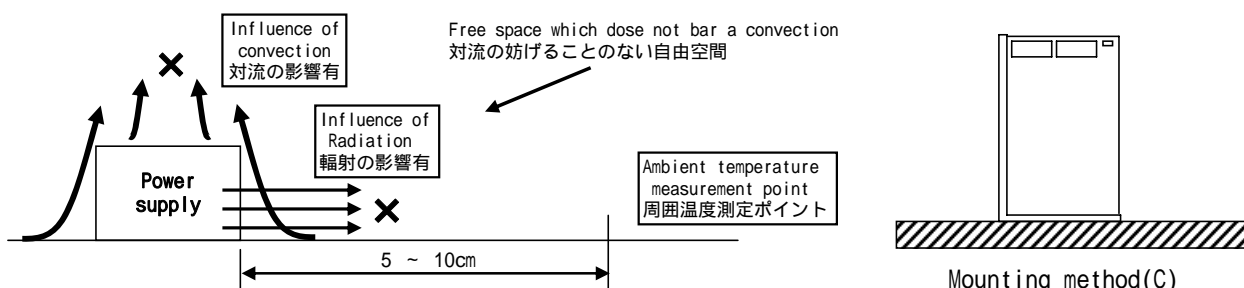 Influence of
convection
対流の影響有
Free space which dose not bar a convection
対流の妨げることのない自由空間
Influence of
Radiation
輻射の影響有
Power
supply
Ambient temperature
measurement point
周囲温度測定ポイント
5 ~ 10cm
Mounting method(C)